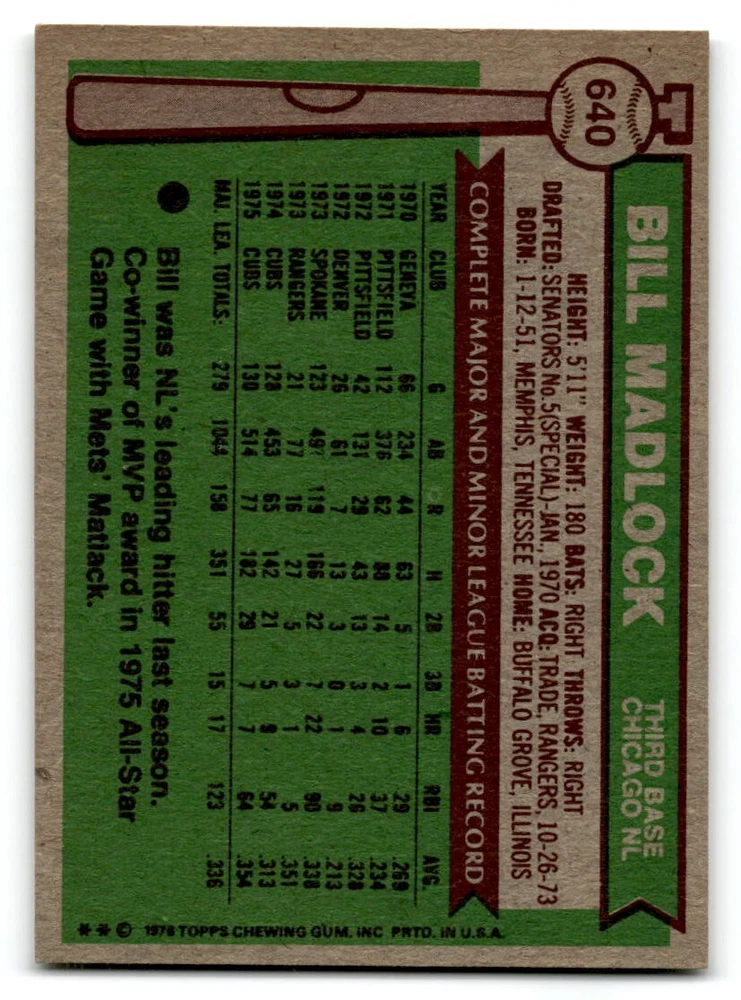 640
BILL MADLOCK
THIRD BASE
CHICAGO NL
HEIGHT: 5'11" WEIGHT: 180 BATS: RIGHT THROWS: RIGHT
DRAFTED: SENATORS No.5(SPECIAL)-JAN., 1970 ACQ: TRADE, RANGERS, 10-26-73
BORN: 1-12-51, MEMPHIS, TENNESSEE HOME: BUFFALO GROVE, ILLINOIS
COMPLETE MAJOR AND MINOR LEAGUE BATTING RECORD
YEAR CLUB G AB R H 2B 3B HR RBI AVG
1970 GENEVA 66 234 44 63 5 1 6 29 .269
1971 PITTSFIELD 112 376 62 88 14 2 10 37 .234
1972 PITTSFIELD 42 131 29 43 13 3 4 26 .328
1972 DENVER 26 61 7 13 3 0 1 9 .213
1973 SPOKANE 123 491 119 166 22 7 22 90 .338
1973 RANGERS 21 77 16 27 5 3 1 5 .351
1974 CUBS 128 453 65 142 21 5 9 54 .313
1975 CUBS 130 514 77 182 29 7 7 64 .354
MAJ. LEA. TOTALS: 279 1044 158 351 55 15 17 123 .336
Bill was NL's leading hitter last season.
Co-winner of MVP award in 1975 All-Star
Game with Mets' Matlack.
** © 1976 TOPPS CHEWING GUM, INC PRTD. IN U.S.A.